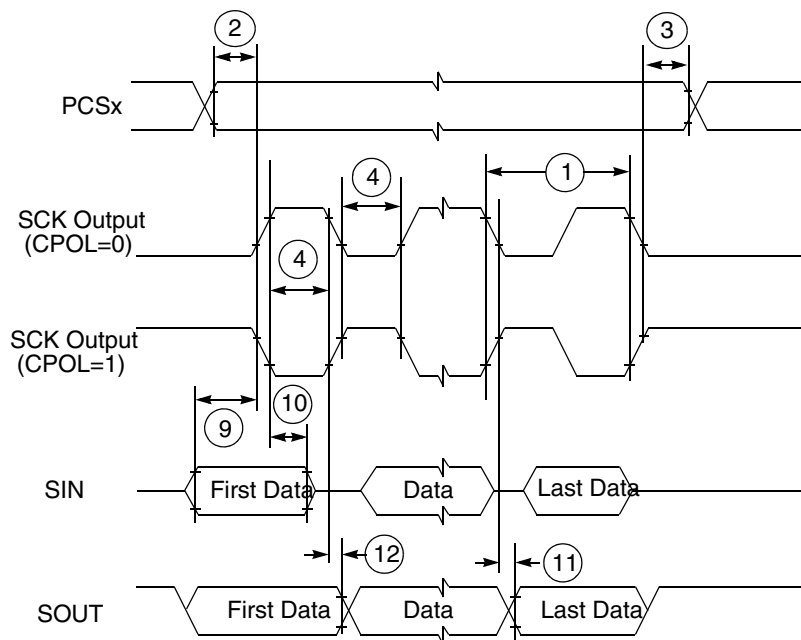 2
3
PCSx
1
4
SCK Output
(CPOL=0)
4
SCK Output
(CPOL=1)
10
9
SIN
First Data
Data
Last Data
12
11
SOUT
First Data
Data
Last Data